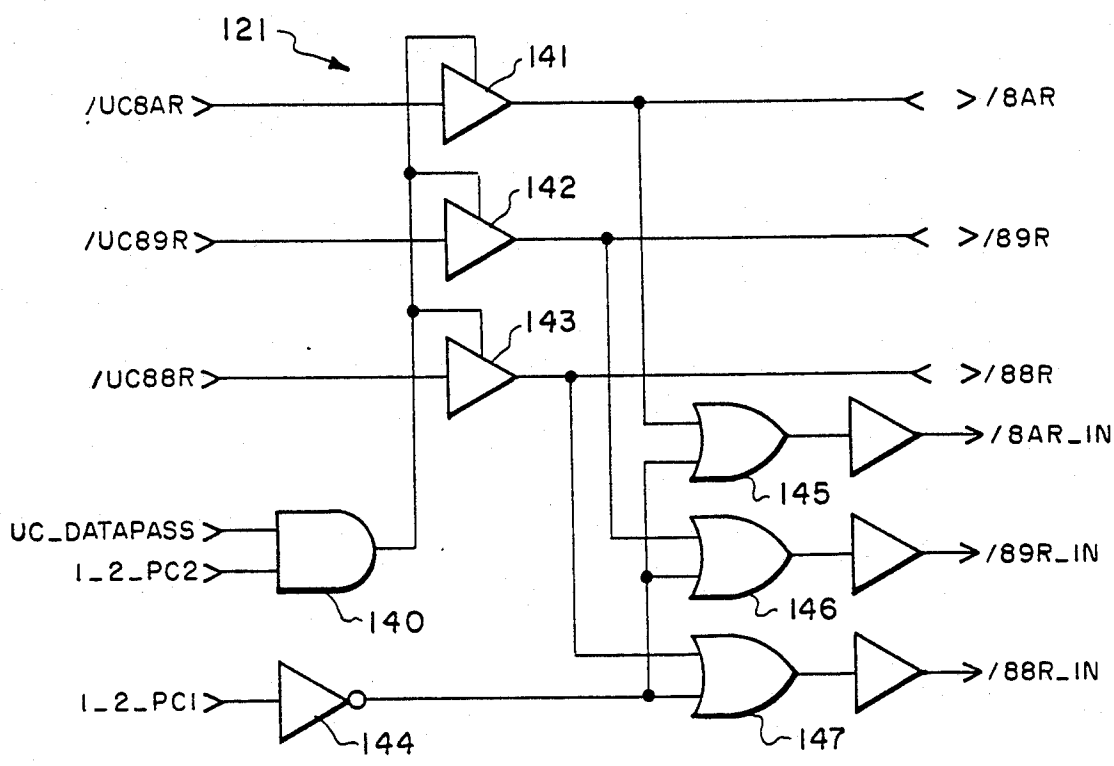 121
141
/UC8AR
/8AR
142
/UC89R
/89R
143
/UC88R
/88R
/8AR_IN
145
UC_DATAPASS
1_2_PC2
/89R_IN
140
146
/88R_IN
1_2_PC1
144
147